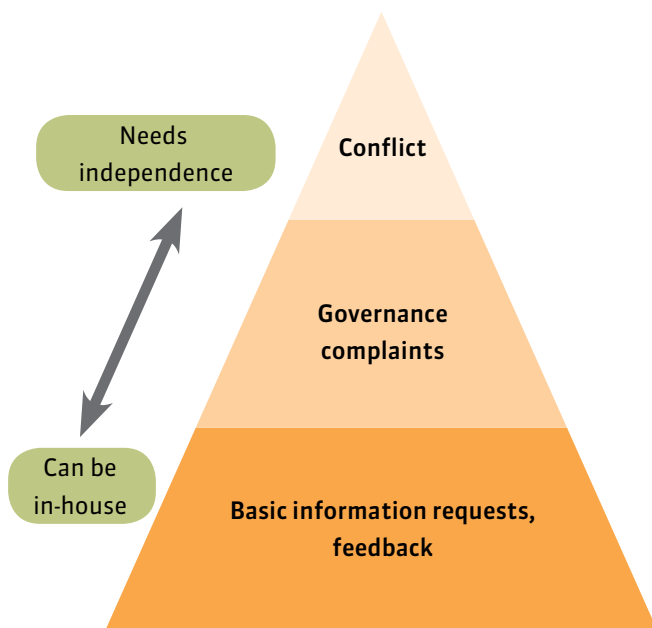 Needs
independence
Conflict
Governance
complaints
Can be
in-house
Basic information requests,
feedback